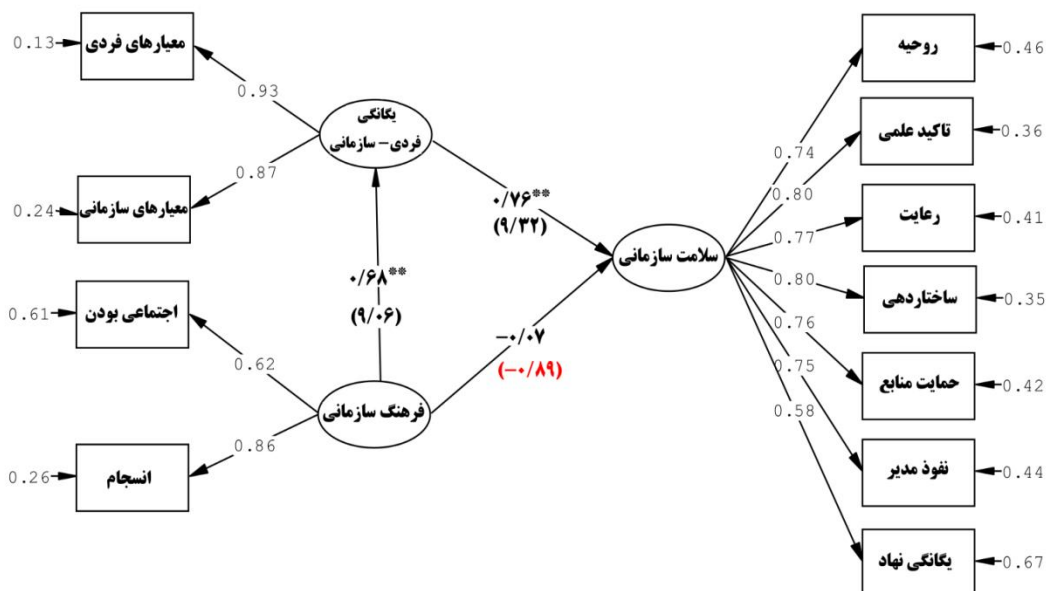 معیارهای فردی
0.13
0.93
یگانگی
فردی- سازمانی
0.87
معیارهای سازمانی
0.24
۰/۷۶**
(۹/۳۲)
۰/۶۸**
(۹/۰۶)
اجتماعی بودن
0.61
0.62
فرهنگ سازمانی
0.86
انسجام
0.26
−۰/۰۷
(−۰/۸۹)
سلامت سازمانی
روحیه
0.46
0.74
تاکید علمی
0.36
0.80
رعایت
0.41
0.77
ساختاردهی
0.35
0.80
حمایت منابع
0.42
0.76
نفوذ مدیر
0.44
0.75
یگانگی نهاد
0.67
0.58